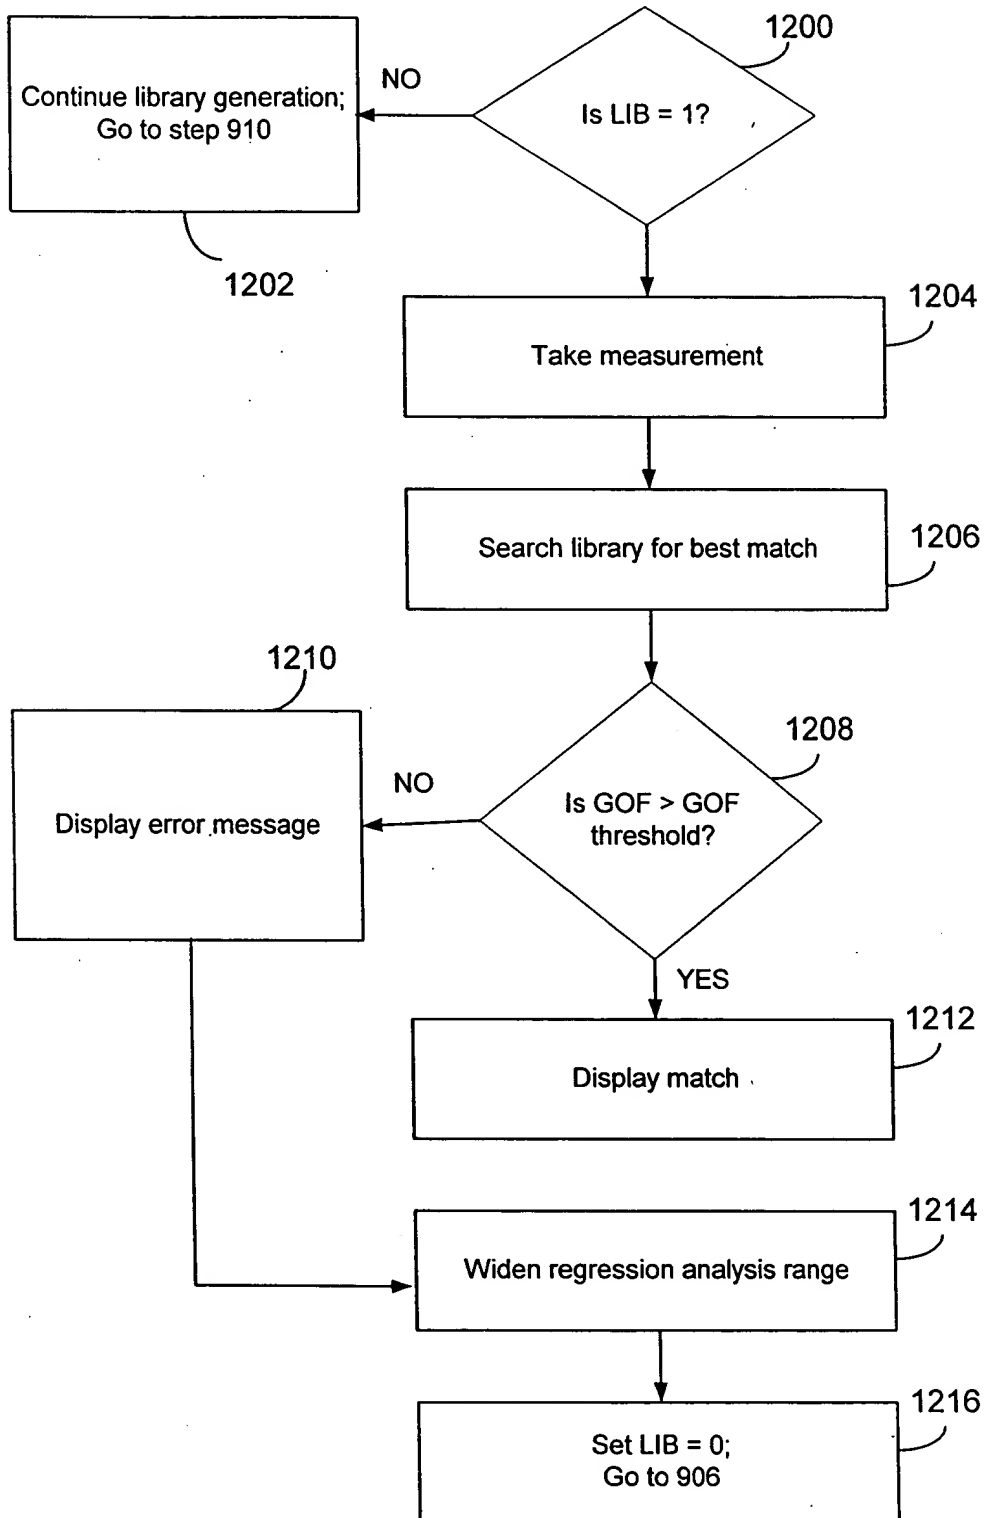 1200
NO
Continue library generation;
Go to step 910
Is LIB = 1?
1202
1204
Take measurement
1206
Search library for best match
1210
1208
NO
Is GOF > GOF
threshold?
Display error message
YES
1212
Display match
1214
Widen regression analysis range
1216
Set LIB = 0;
Go to 906